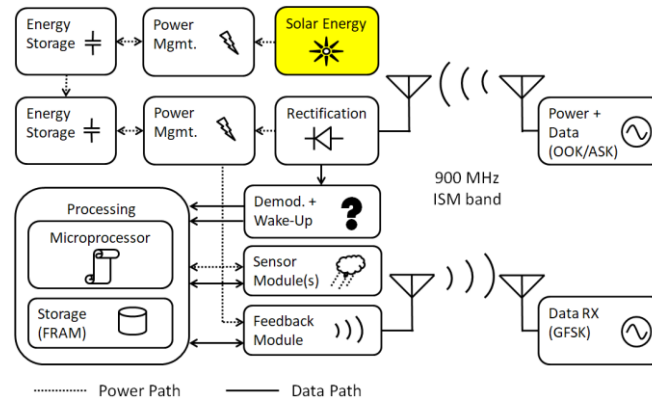 Energy
Storage
Power
Mgmt.
Solar Energy
Energy
Storage
Power
Mgmt.
Rectification
Power +
Data
(OOK/ASK)
900 MHz
ISM band
Processing
Microprocessor
Storage
(FRAM)
Demod. +
Wake-Up
?
Sensor
Module(s)
Feedback
Module
Data RX
(GFSK)
Power Path
Data Path